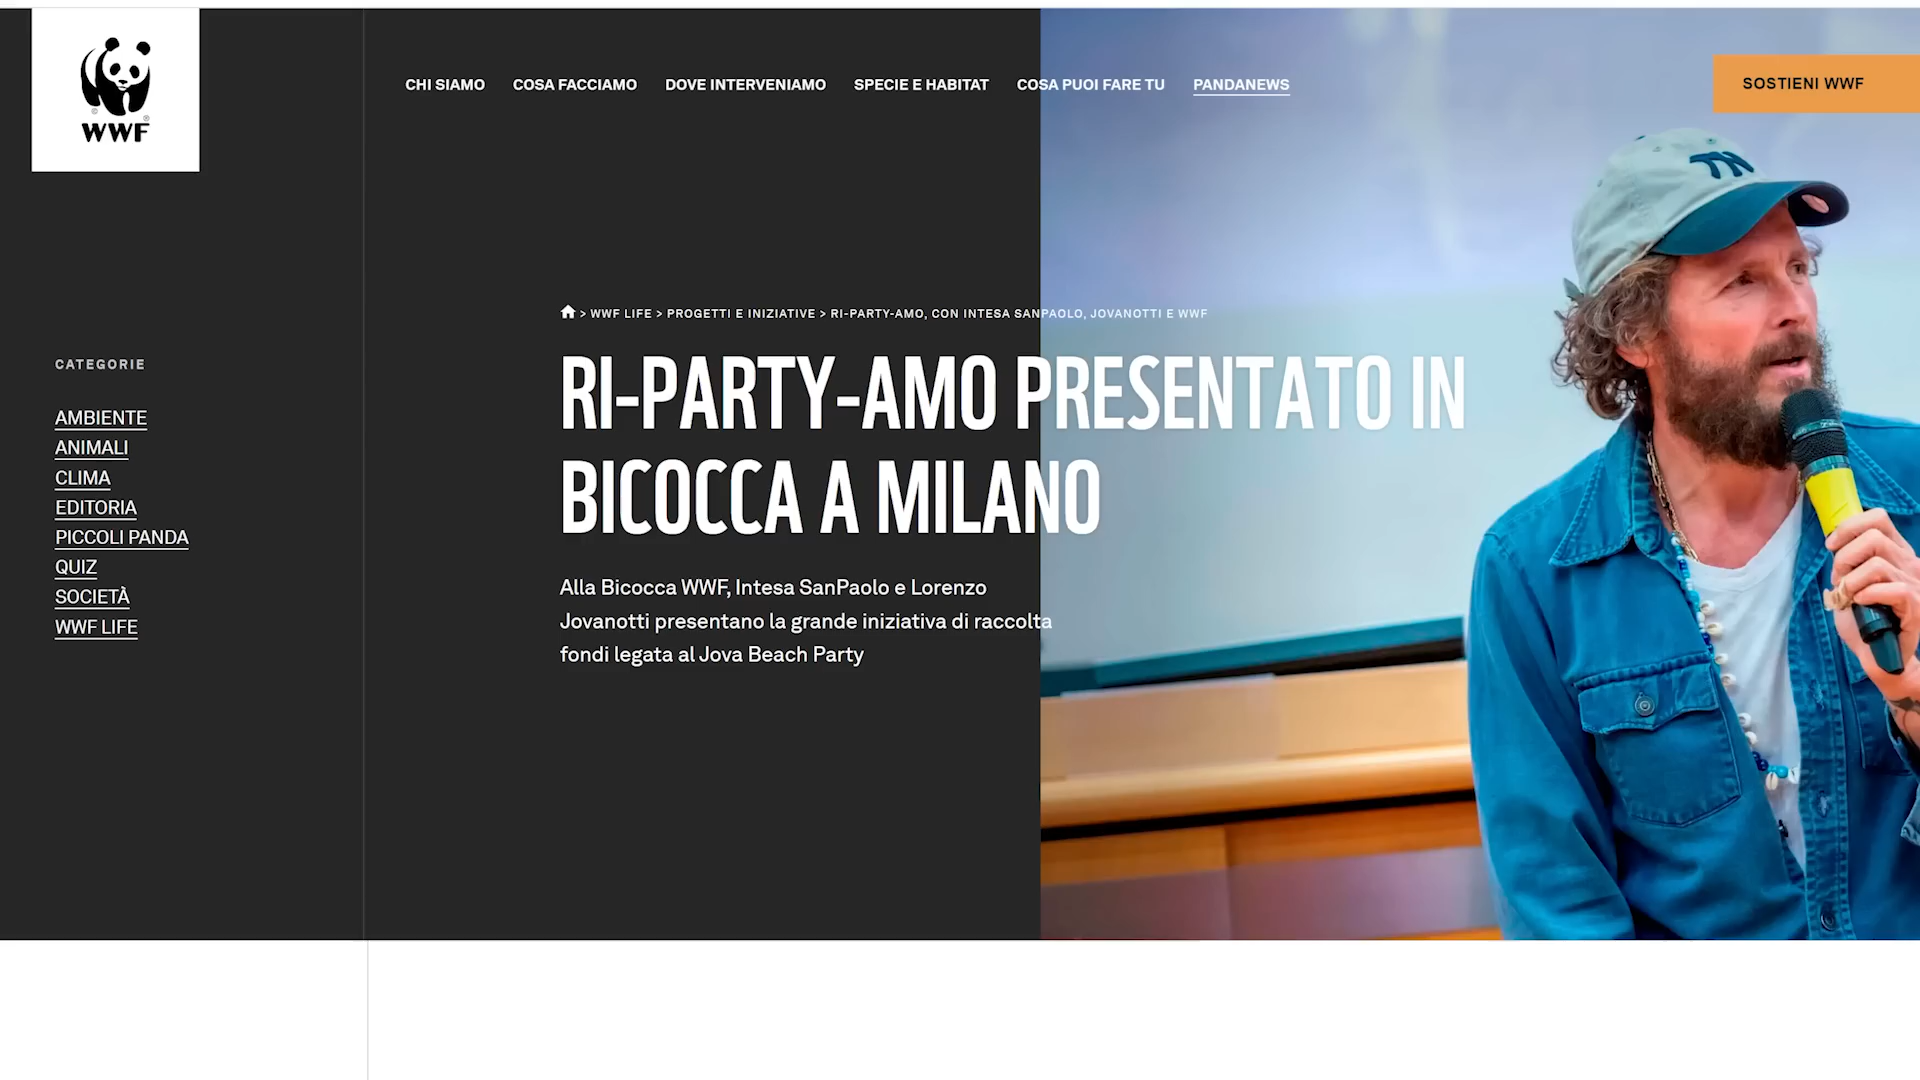 WWF
CHI SIAMO COSA FACCIAMO DOVE INTERVENIAMO SPECIE E HABITAT COSA PUOI FARE TU PANDANEWS
SOSTIENI WWF
TN
> WWF LIFE > PROGETTI E INIZIATIVE > RI-PARTY-AMO, CON INTESA SANPAOLO, JOVANOTTI E WWF
RI-PARTY-AMO PRESENTATO IN
BICOCCA A MILANO
Alla Bicocca WWF, Intesa SanPaolo e Lorenzo
Jovanotti presentano la grande iniziativa di raccolta
fondi legata al Jova Beach Party
CATEGORIE
AMBIENTE
ANIMALI
CLIMA
EDITORIA
PICCOLI PANDA
QUIZ
SOCIETÀ
WWF LIFE